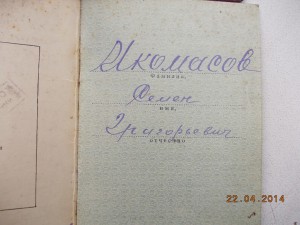 Якомасов
Фамилия,
Семен
имя,
Григорьевич
отчество
22.04.2014